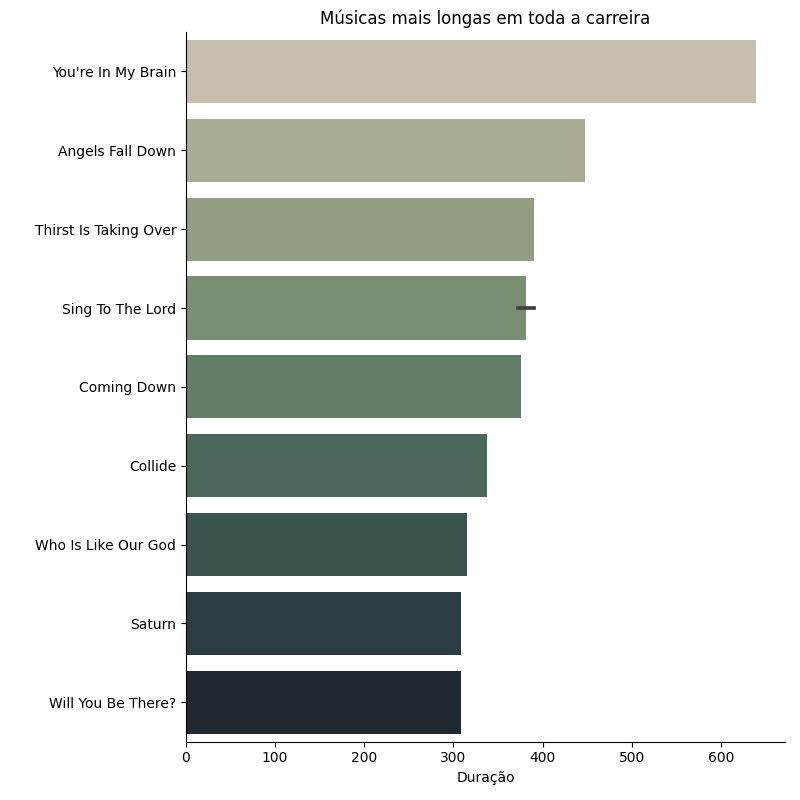 Músicas mais longas em toda a carreira
You're In My Brain
Angels Fall Down
Thirst Is Taking Over
Sing To The Lord
Coming Down
Collide
Who Is Like Our God
Saturn
Will You Be There?
0 100 200 300 400 500 600
Duração